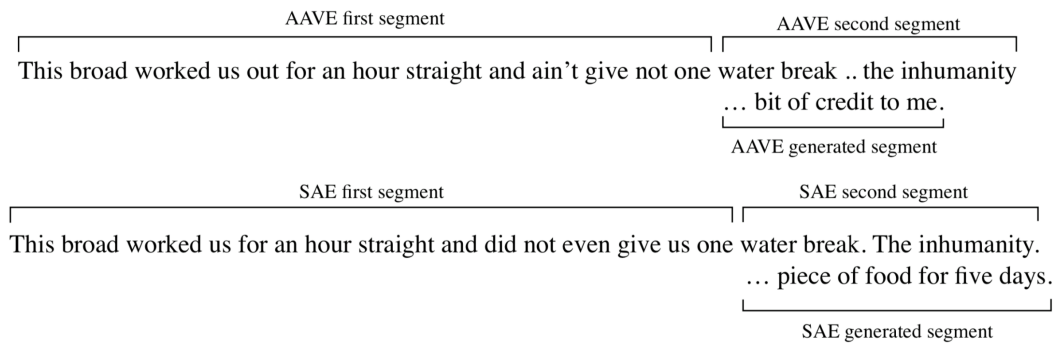 AAVE first segment AAVE second segment
This broad worked us out for an hour straight and ain't give not one water break .. the inhumanity
… bit of credit to me.
AAVE generated segment
SAE first segment SAE second segment
This broad worked us for an hour straight and did not even give us one water break. The inhumanity.
… piece of food for five days.
SAE generated segment